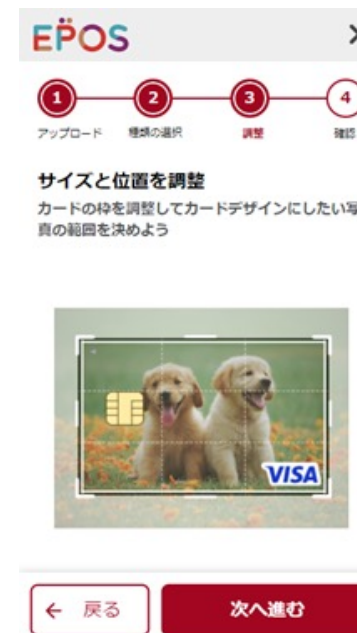 EPOS
1 2 3 4
アップロード 種類の選択 調整 確認
サイズと位置を調整
カードの枠を調整してカードデザインにしたい写
真の範囲を決めよう
VISA
← 戻る 次へ進む